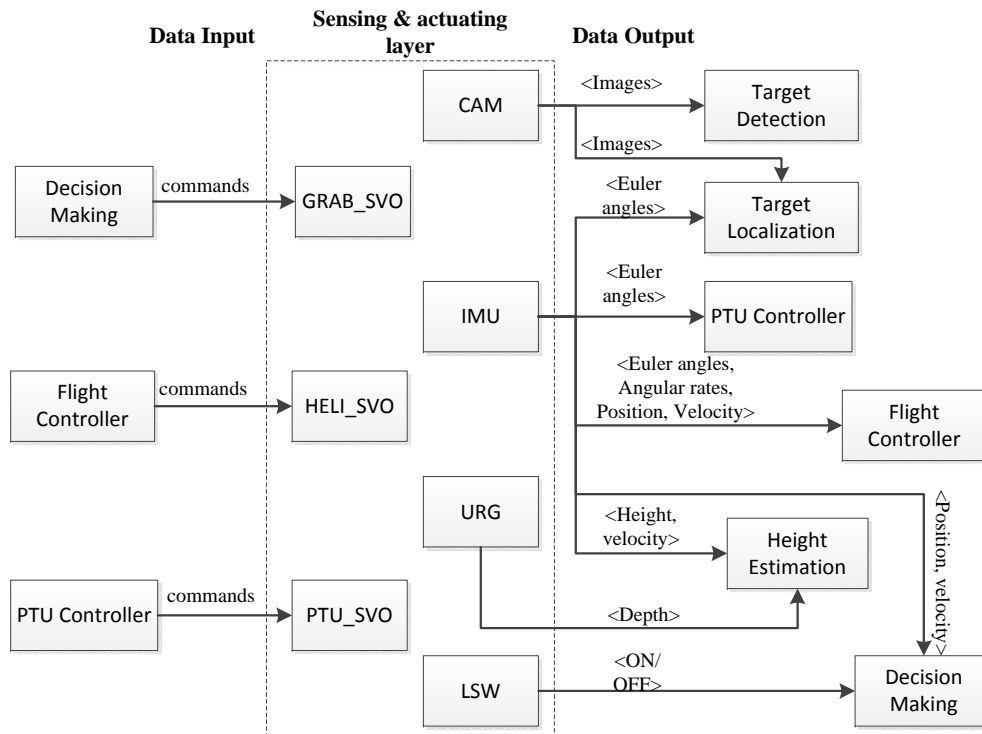 Data Input
Sensing & actuating
layer
Data Output
CAM
<Images>
Target
Detection
<Images>
Decision
Making
commands
GRAB_SVO
<Euler
angles>
Target
Localization
IMU
<Euler
angles>
PTU Controller
Flight
Controller
commands
HELI_SVO
<Euler angles,
Angular rates,
Position, Velocity>
Flight
Controller
URG
<Height,
velocity>
Height
Estimation
<Position, velocity>
PTU Controller
commands
PTU_SVO
<Depth>
LSW
<ON/
OFF>
Decision
Making